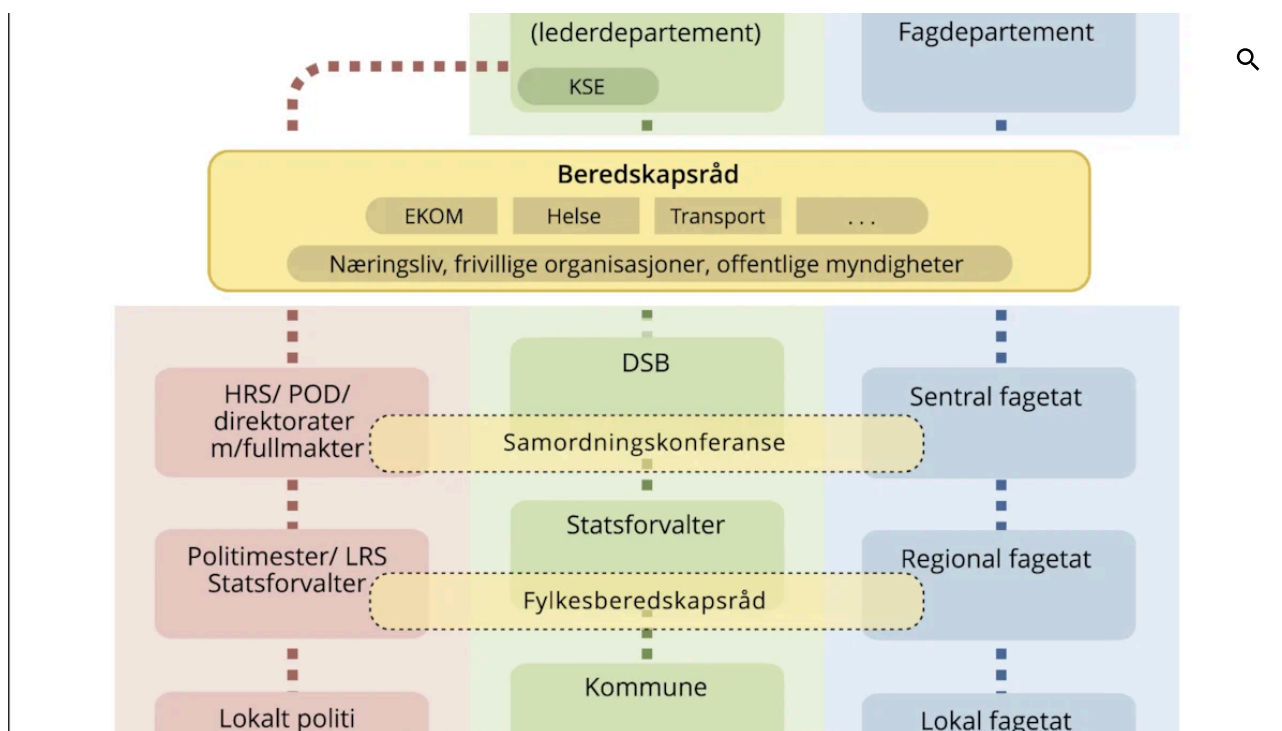 (lederdepartement)
Fagdepartement
KSE
Beredskapsråd
EKOM
Helse
Transport
. . .
Næringsliv, frivillige organisasjoner, offentlige myndigheter
DSB
HRS/ POD/
direktorater
m/fullmakter
Sentral fagetat
Samordningskonferanse
Statsforvalter
Politimester/ LRS
Statsforvalter
Regional fagetat
Fylkesberedskapsråd
Kommune
Lokalt politi
Lokal fagetat